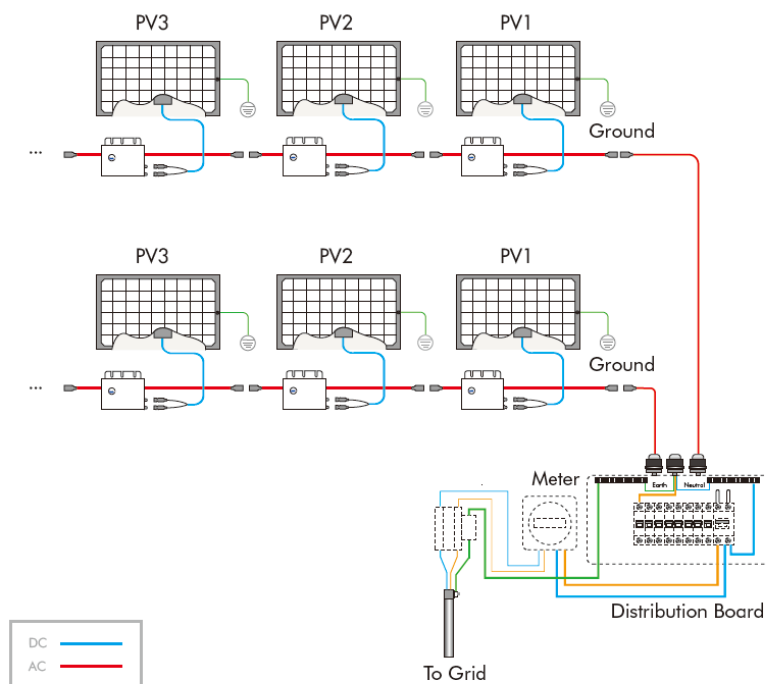 PV3 PV2 PV1
Ground
...
PV3 PV2 PV1
Ground
...
Meter
Earth Neutral
Distribution Board
To Grid
DC
AC